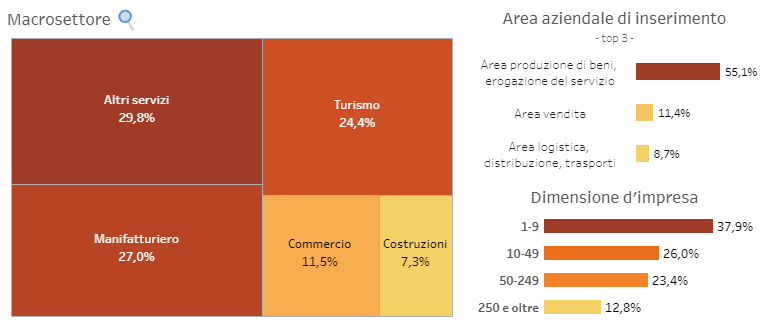 Macrosettore
Altri servizi
29,8%
Turismo
24,4%
Manifatturiero
27,0%
Commercio
11,5%
Costruzioni
7,3%
Area aziendale di inserimento
- top 3 -
Area produzione di beni,
erogazione del servizio
55,1%
Area vendita
11,4%
Area logistica,
distribuzione, trasporti
8,7%
Dimensione d’impresa
1-9
37,9%
10-49
26,0%
50-249
23,4%
250 e oltre
12,8%